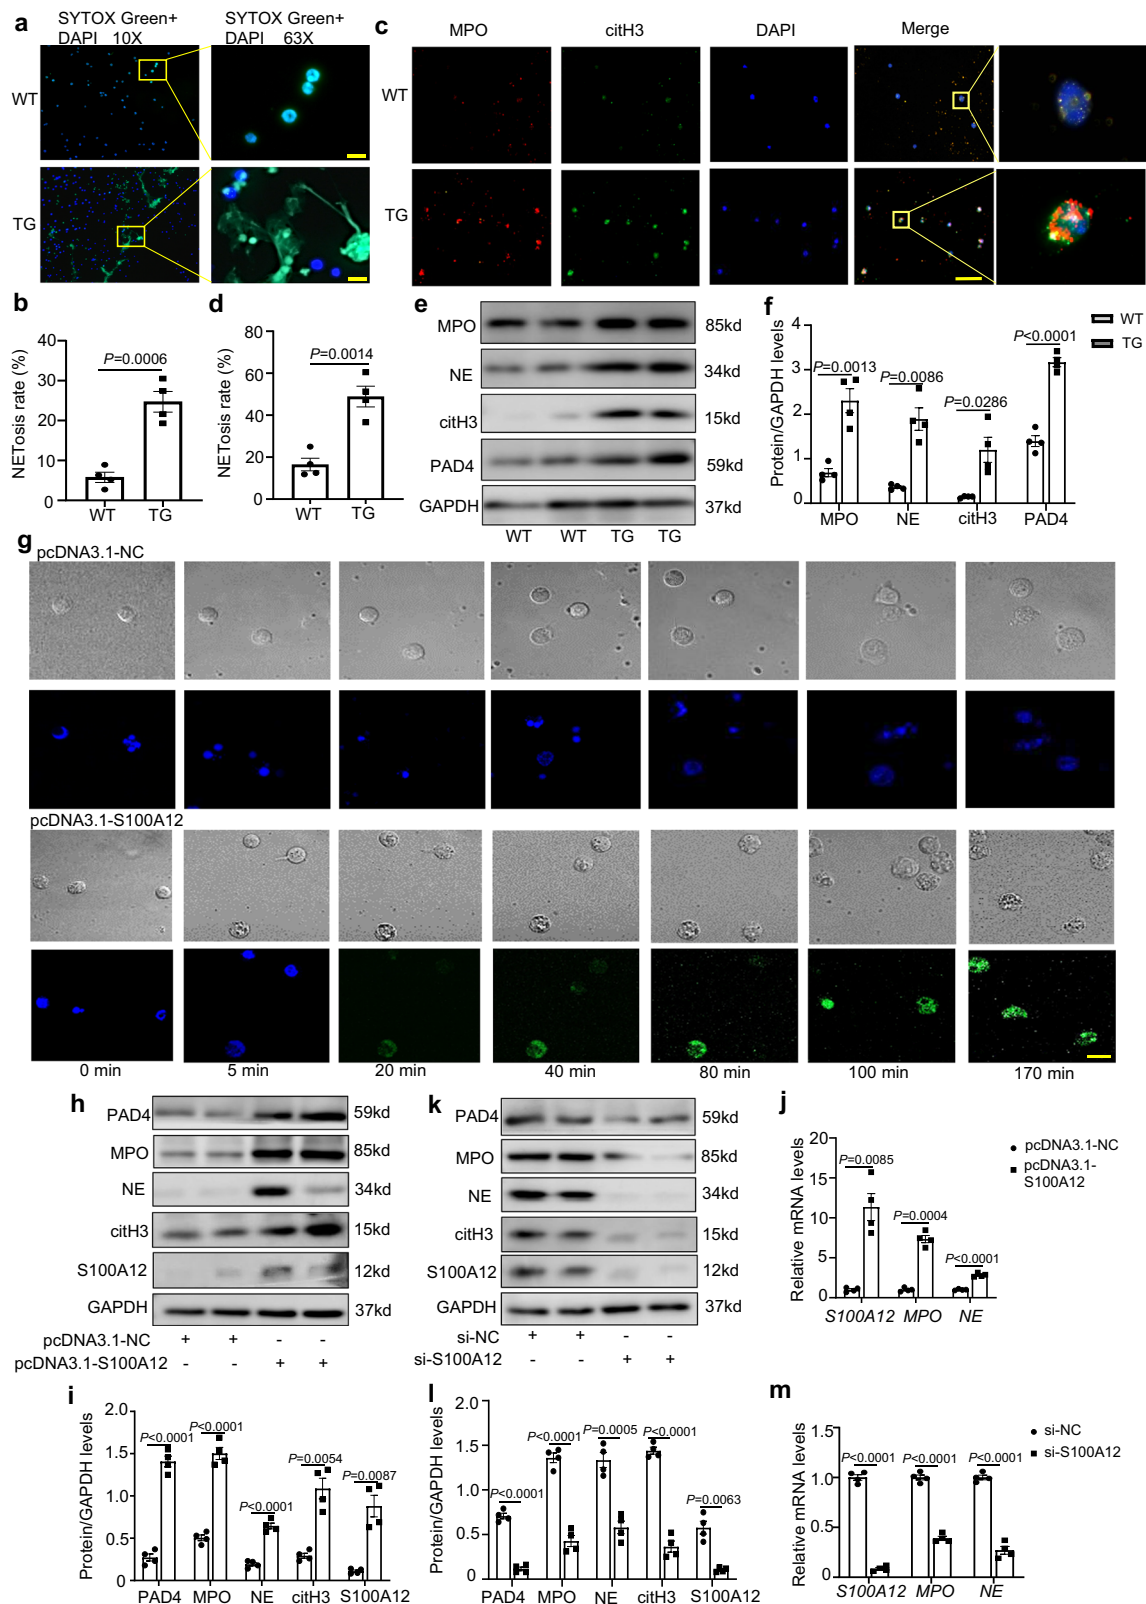 a
SYTOX Green+
DAPI 10X
SYTOX Green+
DAPI 63X
WT
TG
c
MPO
citH3
DAPI
Merge
WT
TG
b
NETosis rate (%)
40
30
20
10
0
P=0.0006
WT
TG
d
NETosis rate (%)
80
60
40
20
0
P=0.0014
WT
TG
e
MPO
85kd
NE
34kd
citH3
15kd
PAD4
59kd
GAPDH
37kd
WT WT TG TG
f
Protein/GAPDH levels
4
3
2
1
0
P=0.0013
P=0.0086
P=0.0286
P<0.0001
WT
TG
MPO NE citH3 PAD4
g
pcDNA3.1-NC
pcDNA3.1-S100A12
0 min 5 min 20 min 40 min 80 min 100 min 170 min
h
PAD4
59kd
MPO
85kd
NE
34kd
citH3
15kd
S100A12
12kd
GAPDH
37kd
pcDNA3.1-NC + + - -
pcDNA3.1-S100A12 - - + +
k
PAD4
59kd
MPO
85kd
NE
34kd
citH3
15kd
S100A12
12kd
GAPDH
37kd
si-NC + + - -
si-S100A12 - - + +
j
Relative mRNA levels
20
15
10
5
0
P=0.0085
P=0.0004
P<0.0001
pcDNA3.1-NC
pcDNA3.1-
S100A12
S100A12 MPO NE
i
Protein/GAPDH levels
2.0
1.5
1.0
0.5
0
P<0.0001
P<0.0001
P<0.0001
P=0.0054
P=0.0087
PAD4 MPO NE citH3 S100A12
l
Protein/GAPDH levels
2.0
1.5
1.0
0.5
0
P<0.0001
P<0.0001
P=0.0005
P<0.0001
P=0.0063
PAD4 MPO NE citH3 S100A12
m
Relative mRNA levels
1.5
1.0
0.5
0
P<0.0001
P<0.0001
P<0.0001
si-NC
si-S100A12
S100A12 MPO NE